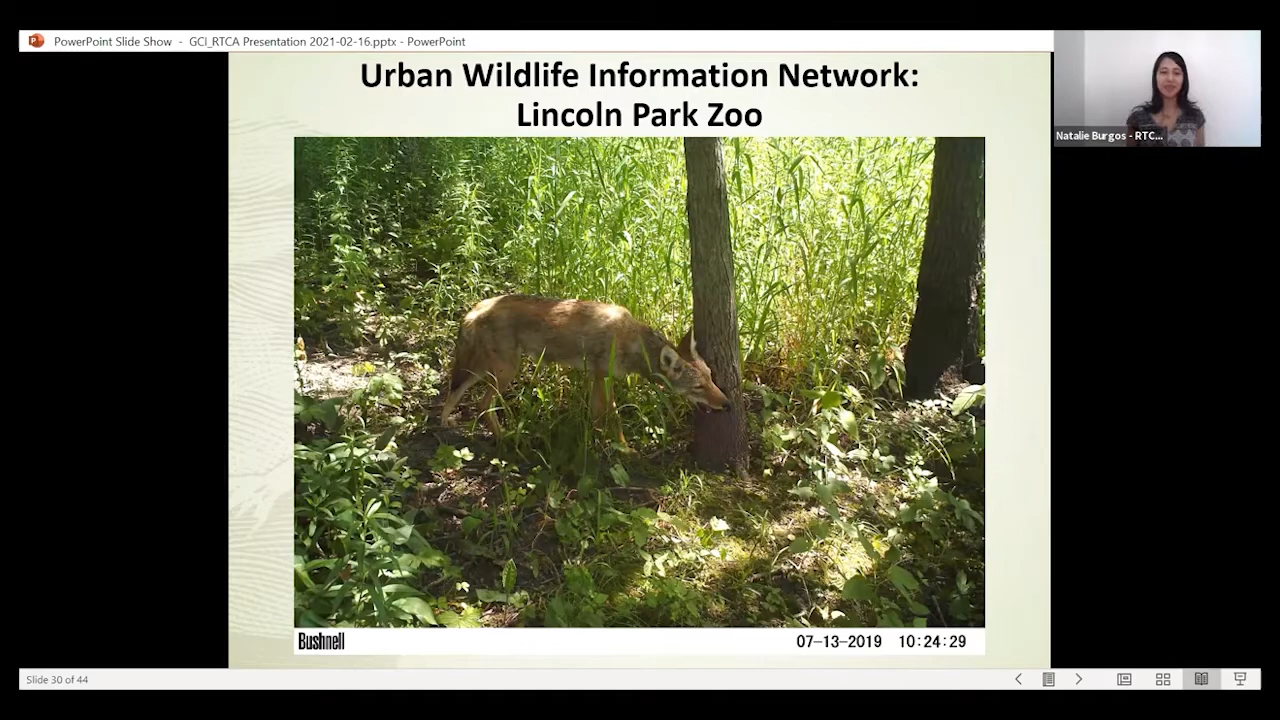 PowerPoint Slide Show - GCI_RTCA Presentation 2021-02-16.pptx - PowerPoint
Urban Wildlife Information Network:
Lincoln Park Zoo
Natalie Burgos - RTC...
Bushnell
07-13-2019 10:24:29
Slide 30 of 44